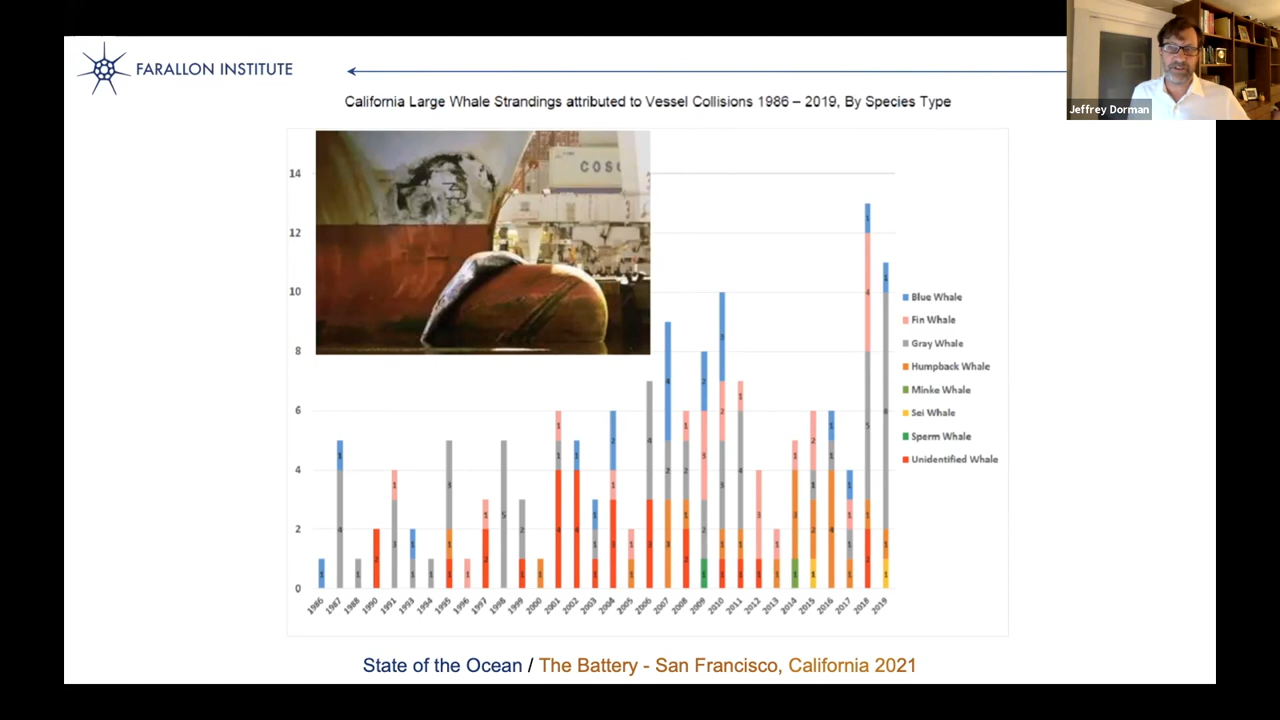 FARALLON INSTITUTE
Jeffrey Dorman
California Large Whale Strandings attributed to Vessel Collisions 1986 – 2019, By Species Type
COSC
14
12
10
8
6
4
2
0
Blue Whale
Fin Whale
Gray Whale
Humpback Whale
Minke Whale
Sei Whale
Sperm Whale
Unidentified Whale
1986 1987 1988 1990 1991 1993 1994 1995 1996 1997 1998 1999 2000 2001 2002 2003 2004 2005 2006 2007 2008 2009 2010 2011 2012 2013 2014 2015 2016 2017 2018 2019
State of the Ocean / The Battery - San Francisco, California 2021